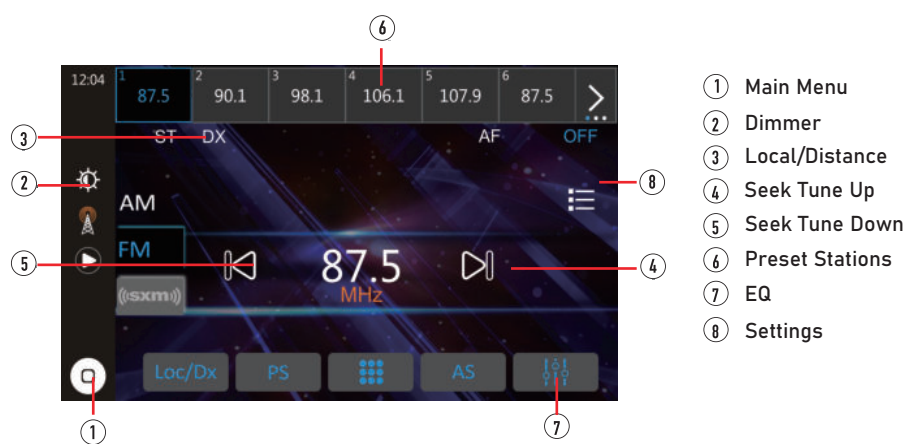 6
12:04
1 2 3 4 5 6
87.5 90.1 98.1 106.1 107.9 87.5
3 ST DX AF OFF
2
8
AM
FM
5
87.5
4
MHz
((sxm))
Loc/Dx PS AS
1
7
1 Main Menu
2 Dimmer
3 Local/Distance
4 Seek Tune Up
5 Seek Tune Down
6 Preset Stations
7 EQ
8 Settings